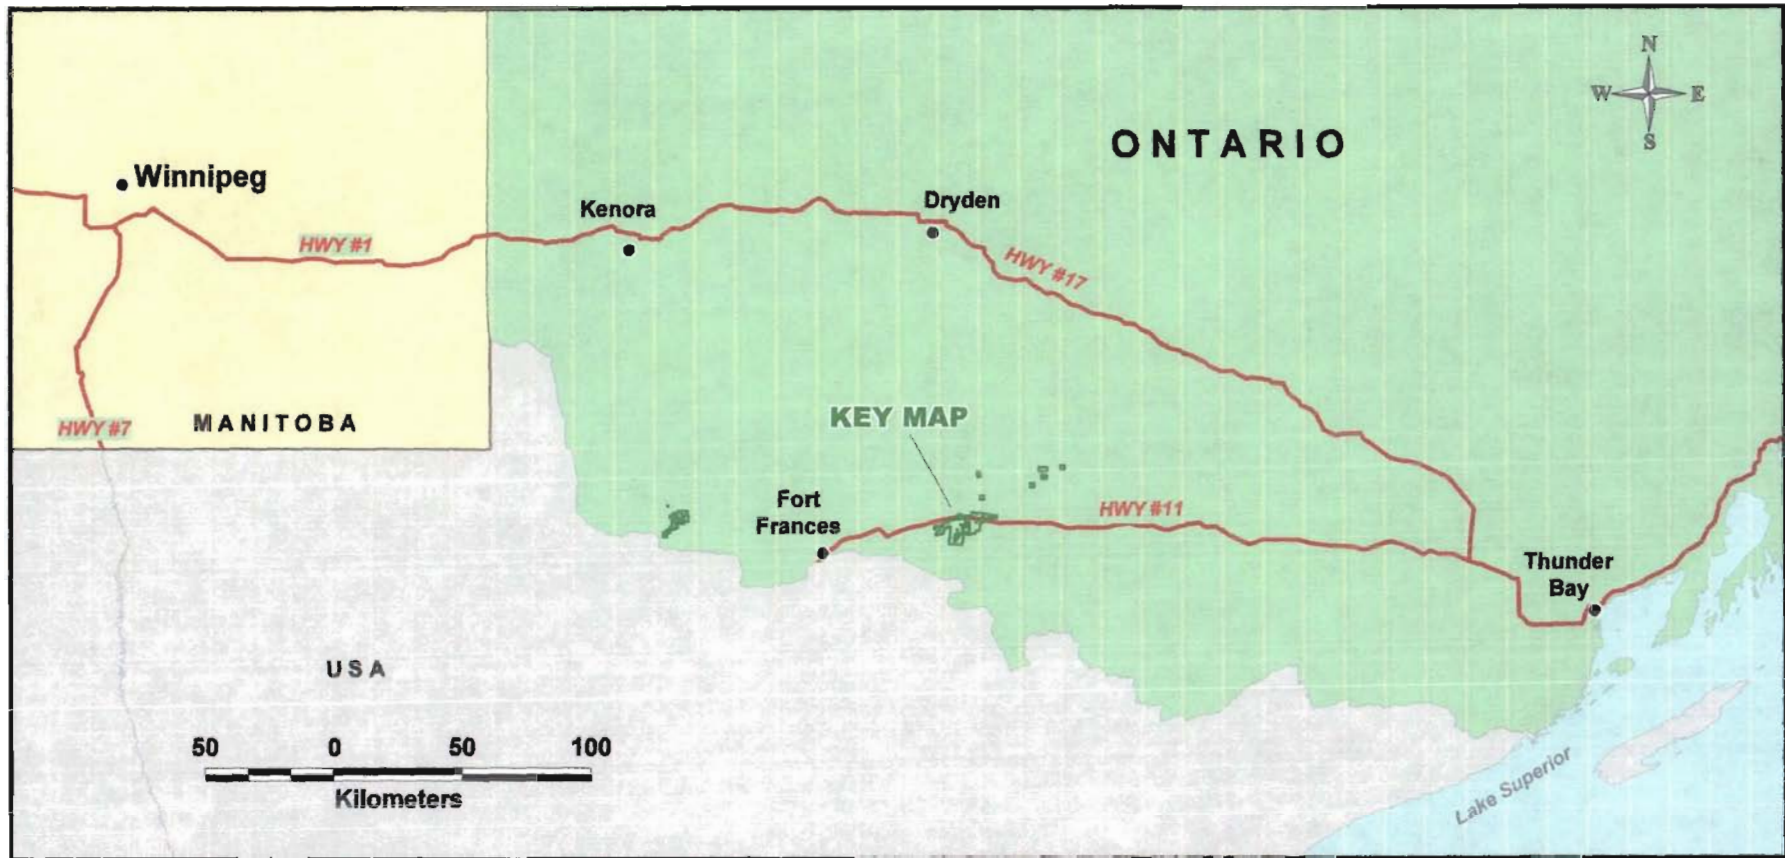 N
W E
S
ONTARIO
Winnipeg
Kenora
Dryden
HWY #1
HWY #17
KEY MAP
MANITOBA
HWY #7
Fort
Frances
HWY #11
Thunder
Bay
USA
50 0 50 100
Kilometers
Lake Superior